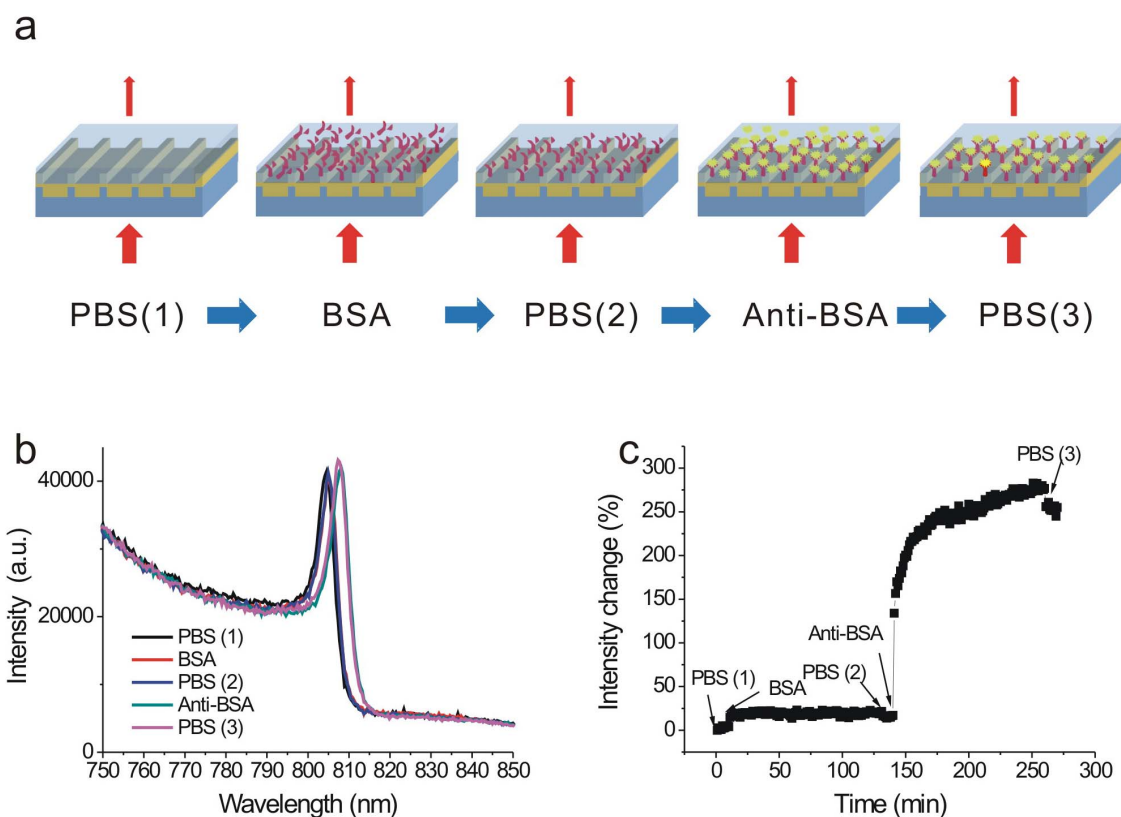 a
PBS(1)
BSA
PBS(2)
Anti-BSA
PBS(3)
b
Intensity (a.u.)
40000
20000
0
PBS (1)
BSA
PBS (2)
Anti-BSA
PBS (3)
750 760 770 780 790 800 810 820 830 840 850
Wavelength (nm)
c
Intensity change (%)
300
250
200
150
100
50
25
0
PBS (1)
BSA
PBS (2)
Anti-BSA
PBS (3)
0 50 100 150 200 250 300
Time (min)